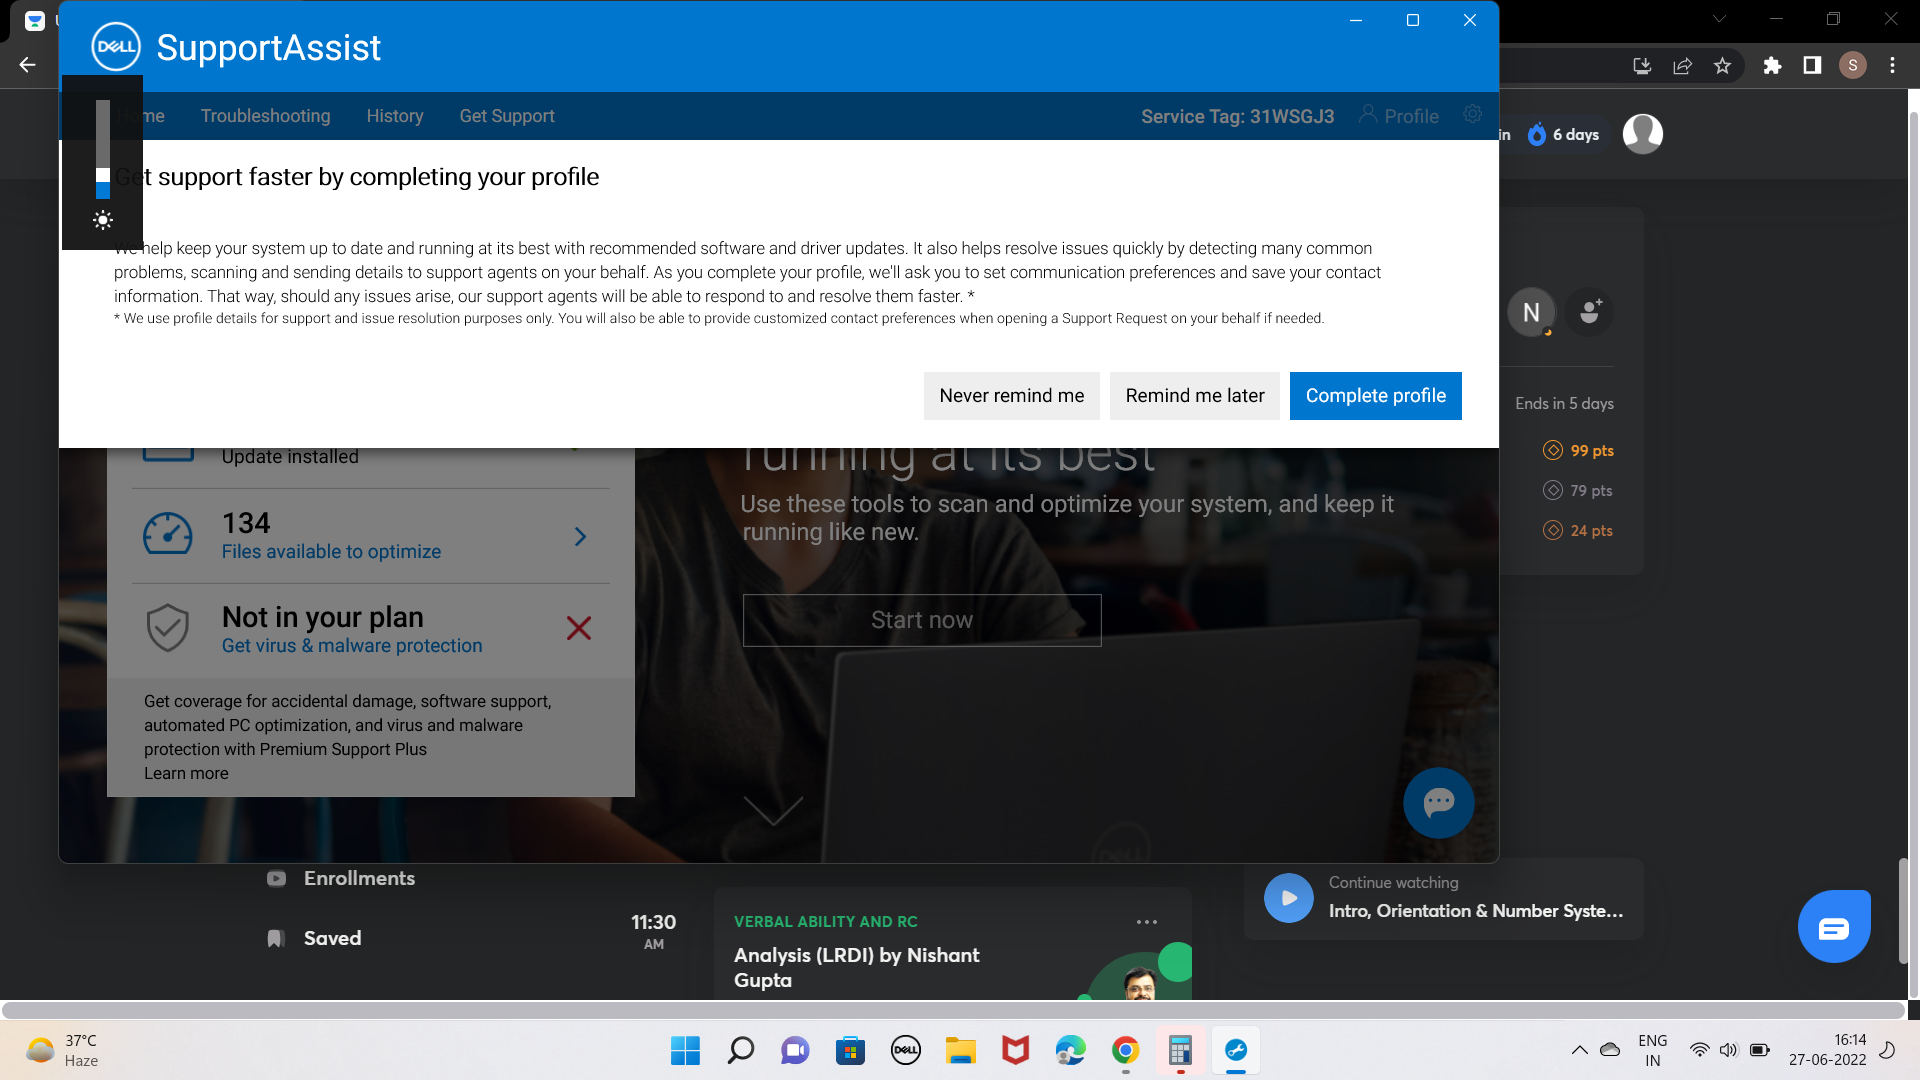 DELL SupportAssist
Home Troubleshooting History Get Support Service Tag: 31WSGJ3 Profile
6 days
Get support faster by completing your profile
We help keep your system up to date and running at its best with recommended software and driver updates. It also helps resolve issues quickly by detecting many common
problems, scanning and sending details to support agents on your behalf. As you complete your profile, we'll ask you to set communication preferences and save your contact
information. That way, should any issues arise, our support agents will be able to respond to and resolve them faster. *
* We use profile details for support and issue resolution purposes only. You will also be able to provide customized contact preferences when opening a Support Request on your behalf if needed.
Never remind me Remind me later Complete profile
S
N
Ends in 5 days
99 pts
79 pts
24 pts
Update installed
134
Files available to optimize
Not in your plan
Get virus & malware protection
Get coverage for accidental damage, software support,
automated PC optimization, and virus and malware
protection with Premium Support Plus
Learn more
running at its best
Use these tools to scan and optimize your system, and keep it
running like new.
Start now
DELL
Enrollments
Saved
11:30
AM
VERBAL ABILITY AND RC
Analysis (LRDI) by Nishant
Gupta
Continue watching
Intro, Orientation & Number Syste...
37°C
Haze
DELL
ENG
IN
16:14
27-06-2022